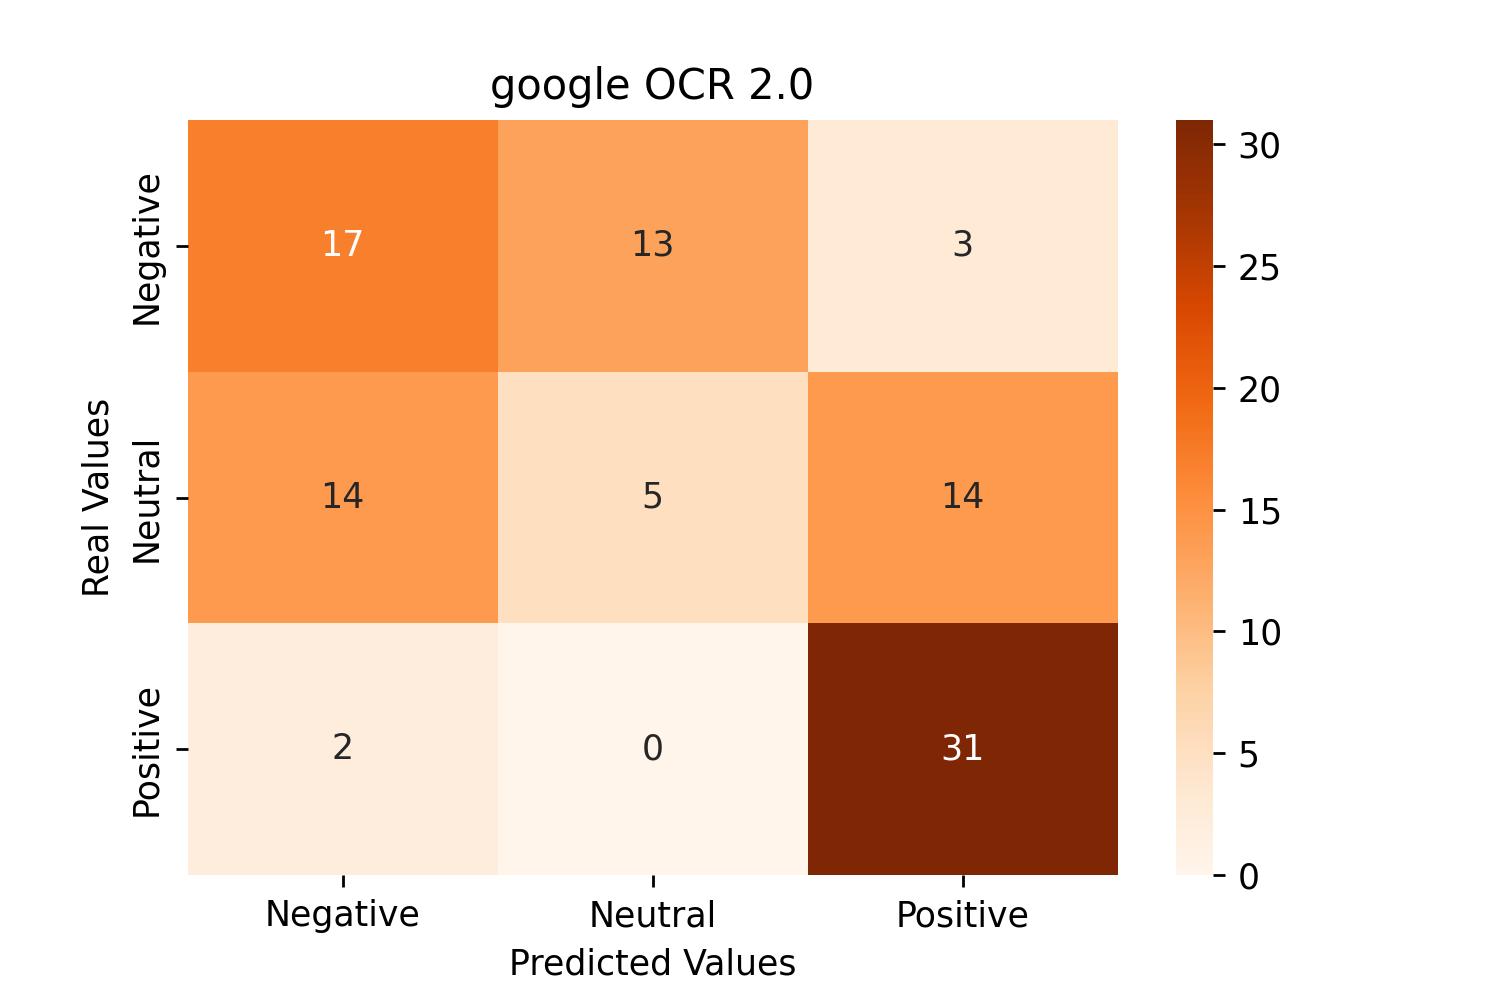 google OCR 2.0
Real Values
Negative
17 13 3
Neutral
14 5 14
Positive
2 0 31
Negative Neutral Positive
Predicted Values
30
25
20
15
10
5
0